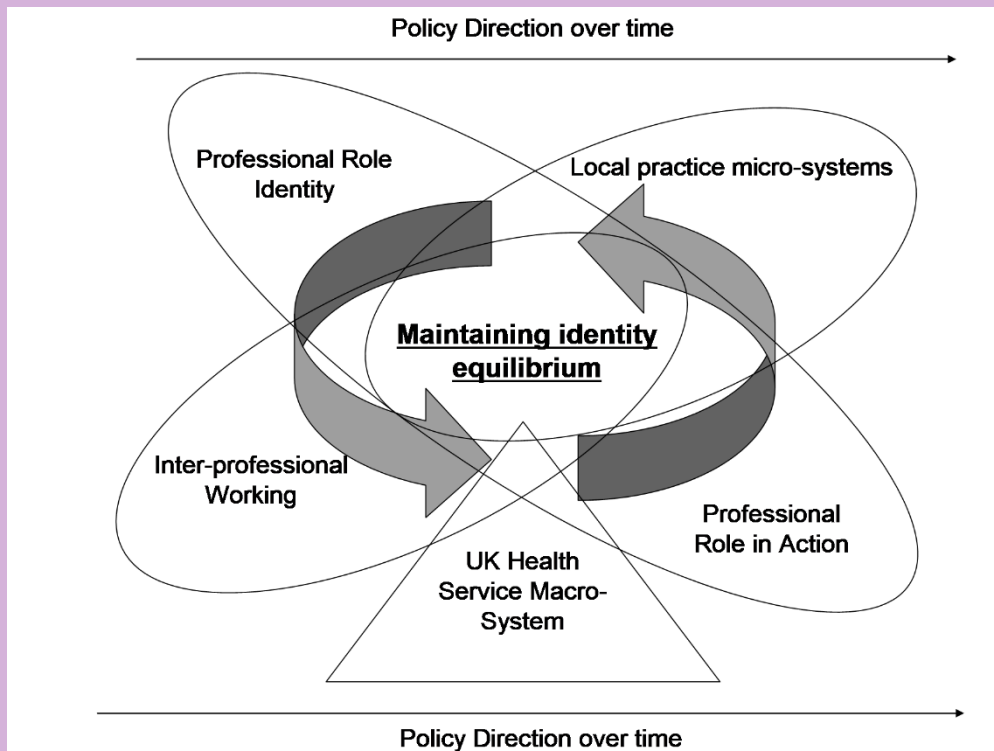 Policy Direction over time
Professional Role
Identity
Local practice micro-systems
Maintaining identity
equilibrium
Inter-professional
Working
Professional
Role in Action
UK Health
Service Macro-
System
Policy Direction over time